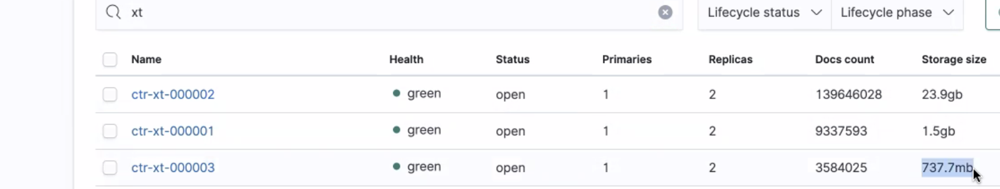 xt Lifecycle status Lifecycle phase
Name Health Status Primaries Replicas Docs count Storage size
ctr-xt-000002 green open 1 2 139646028 23.9gb
ctr-xt-000001 green open 1 2 9337593 1.5gb
ctr-xt-000003 green open 1 2 3584025 737.7mb